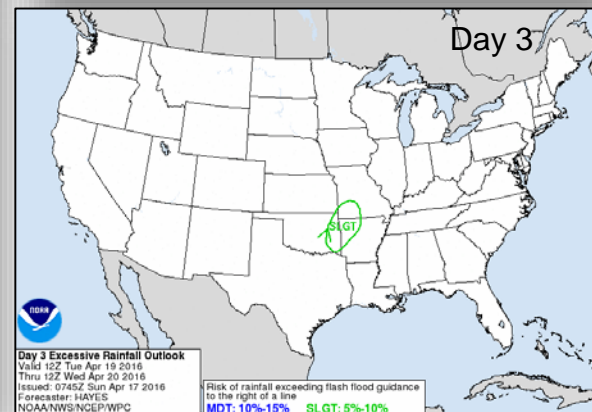 Day 3
SLGT
NOAA
Day 3 Excessive Rainfall Outlook
Valid 12Z Tue Apr 19 2016
Thru 12Z Wed Apr 20 2016
Issued: 0745Z Sun Apr 17 2016
Forecaster: HAYES
NOAA/NWS/NCEP/WPC
Risk of rainfall exceeding flash flood guidance
to the right of a line
MDT: 10%-15% SLGT: 5%-10%